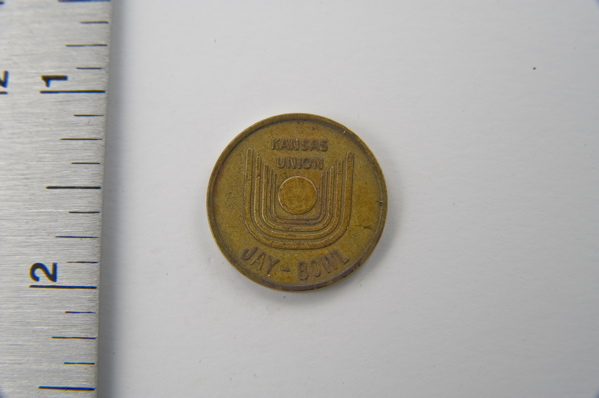 1
2
KANSAS
UNION
JAY-BOWL